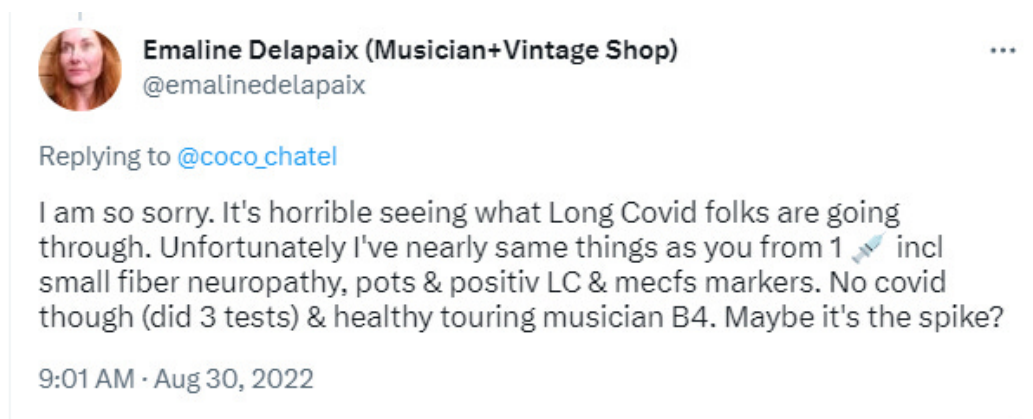 Emaline Delapaix (Musician+Vintage Shop)
@emalinedelapaix
Replying to @coco_chatel
I am so sorry. It's horrible seeing what Long Covid folks are going
through. Unfortunately I've nearly same things as you from 1 💉 incl
small fiber neuropathy, pots & positiv LC & mecfs markers. No covid
though (did 3 tests) & healthy touring musician B4. Maybe it's the spike?
9:01 AM · Aug 30, 2022